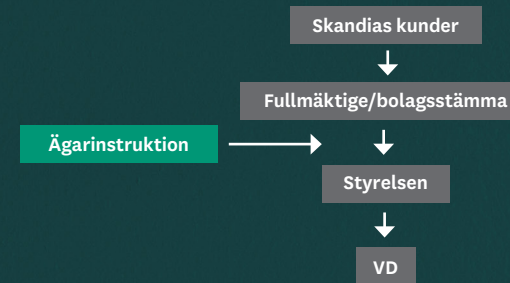 Skandias kunder
Fullmäktige/bolagsstämma
Ägarinstruktion
Styrelsen
VD